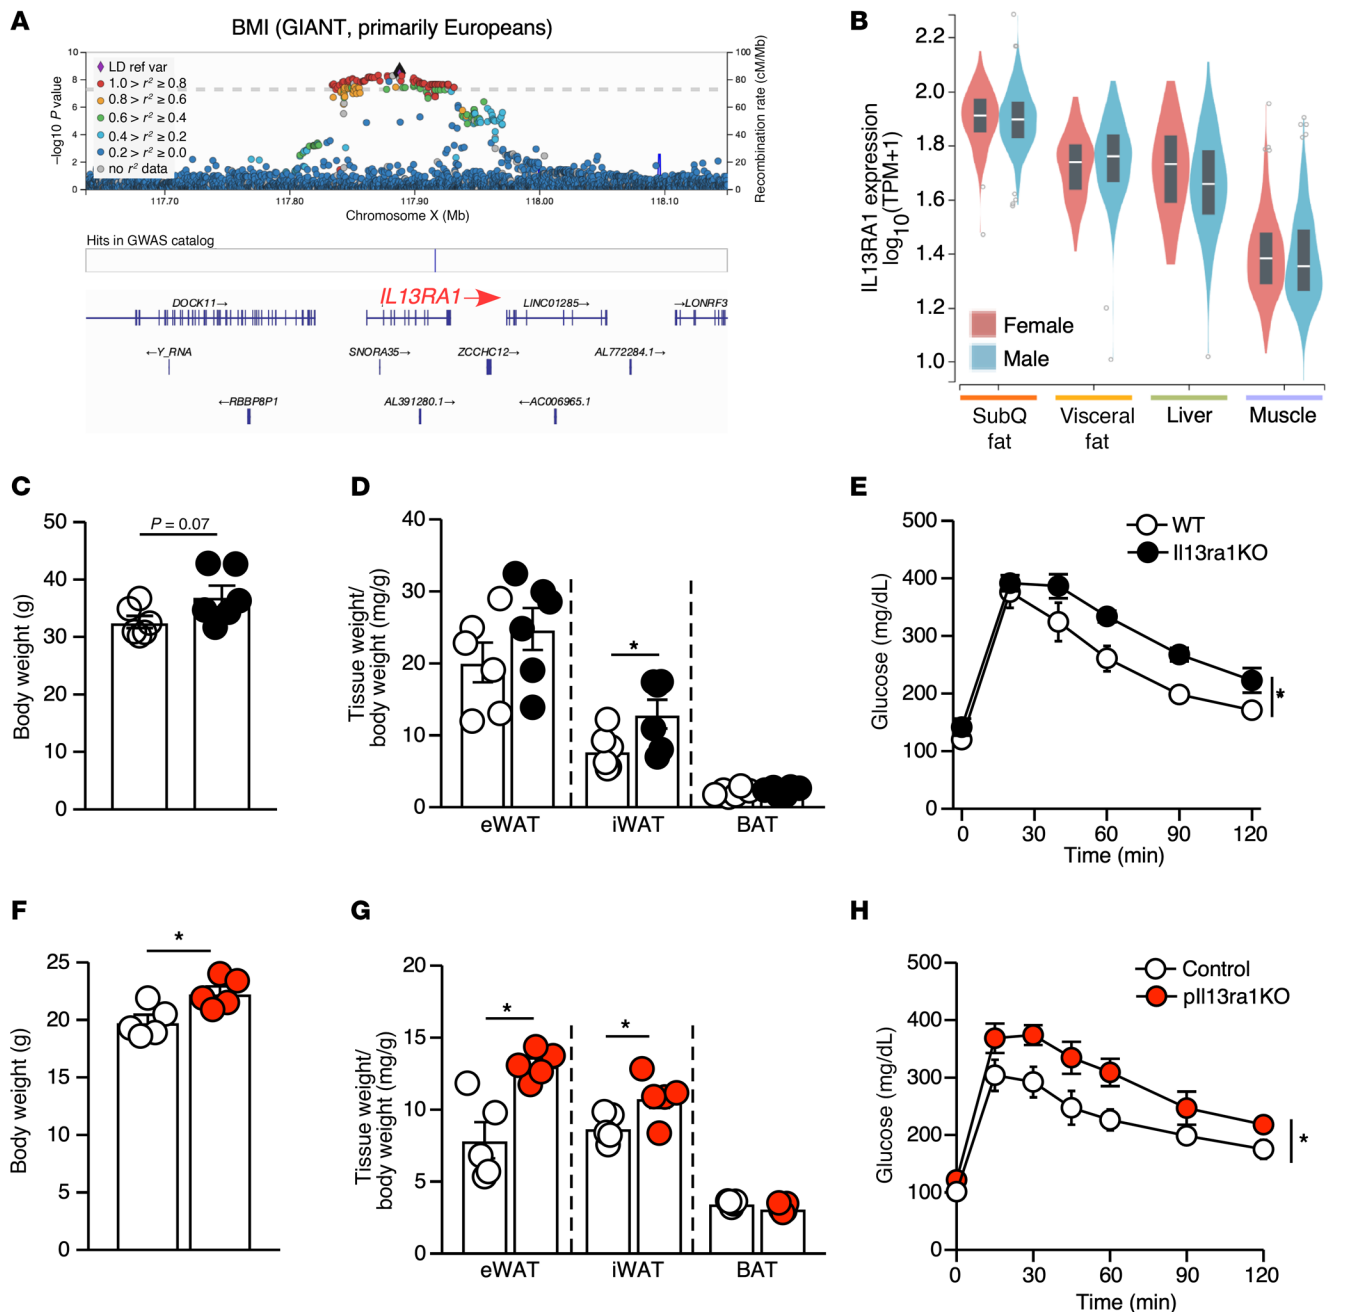 A
BMI (GIANT, primarily Europeans)
10
8
6
4
2
0
–log10 P value
LD ref var
1.0 > r² ≥ 0.8
0.8 > r² ≥ 0.6
0.6 > r² ≥ 0.4
0.4 > r² ≥ 0.2
0.2 > r² ≥ 0.0
no r² data
100
80
60
40
20
0
Recombination rate (cM/Mb)
117.70 117.80 117.90 118.00 118.10
Chromosome X (Mb)
Hits in GWAS catalog
IL13RA1
DOCK11→ LINC01285→ →LONRF3
←Y_RNA SNORA35→ ZCCHC12→ AL772284.1→
←RBBP8P1 AL391280.1→ ←AC006965.1
B
IL13RA1 expression
log10(TPM+1)
2.2
2.0
1.8
1.6
1.4
1.2
1.0
Female
Male
SubQ
fat
Visceral
fat
Liver
Muscle
C
Body weight (g)
50
40
30
20
10
0
P = 0.07
D
Tissue weight/
body weight (mg/g)
40
30
20
10
0
*
eWAT iWAT BAT
E
Glucose (mg/dL)
500
400
300
200
100
0
WT
Il13ra1KO
*
0 30 60 90 120
Time (min)
F
Body weight (g)
25
20
15
10
5
0
*
G
Tissue weight/
body weight (mg/g)
20
15
10
5
0
* *
eWAT iWAT BAT
H
Glucose (mg/dL)
500
400
300
200
100
0
Control
pIl13ra1KO
*
0 30 60 90 120
Time (min)